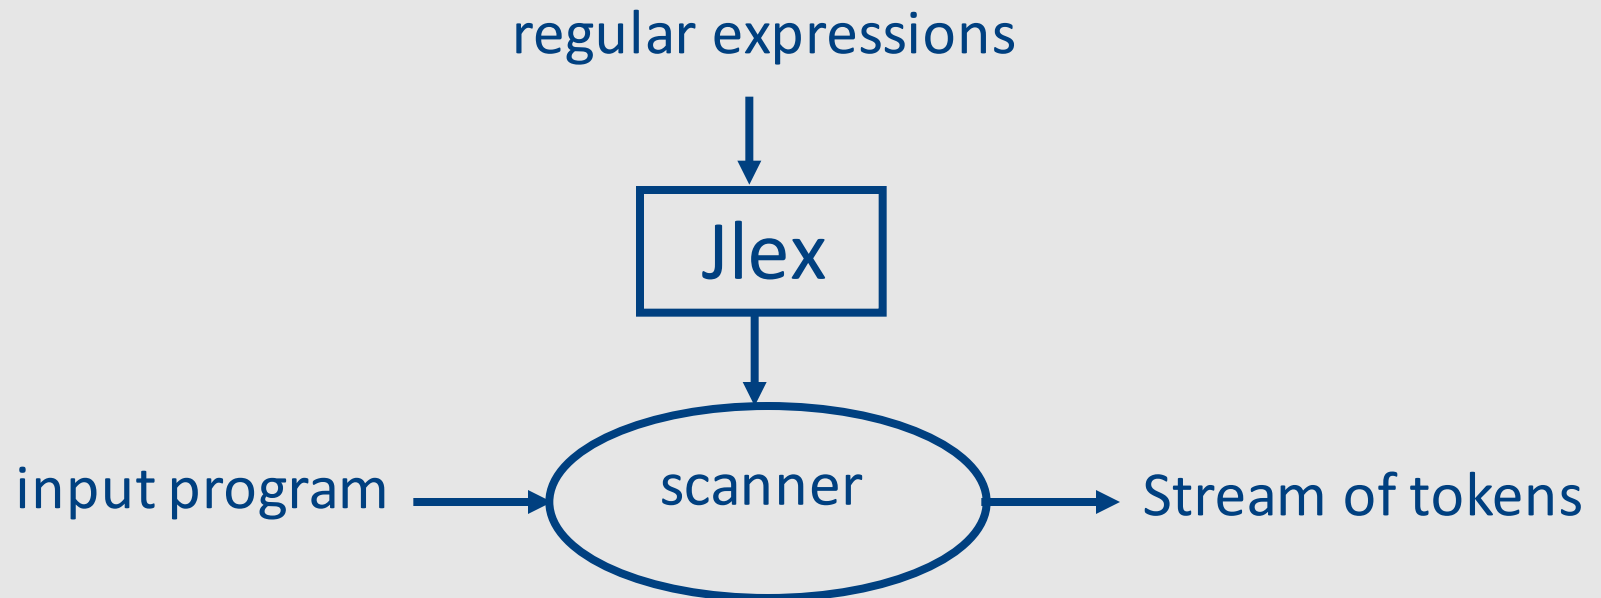 regular expressions
Jlex
input program
scanner
Stream of tokens